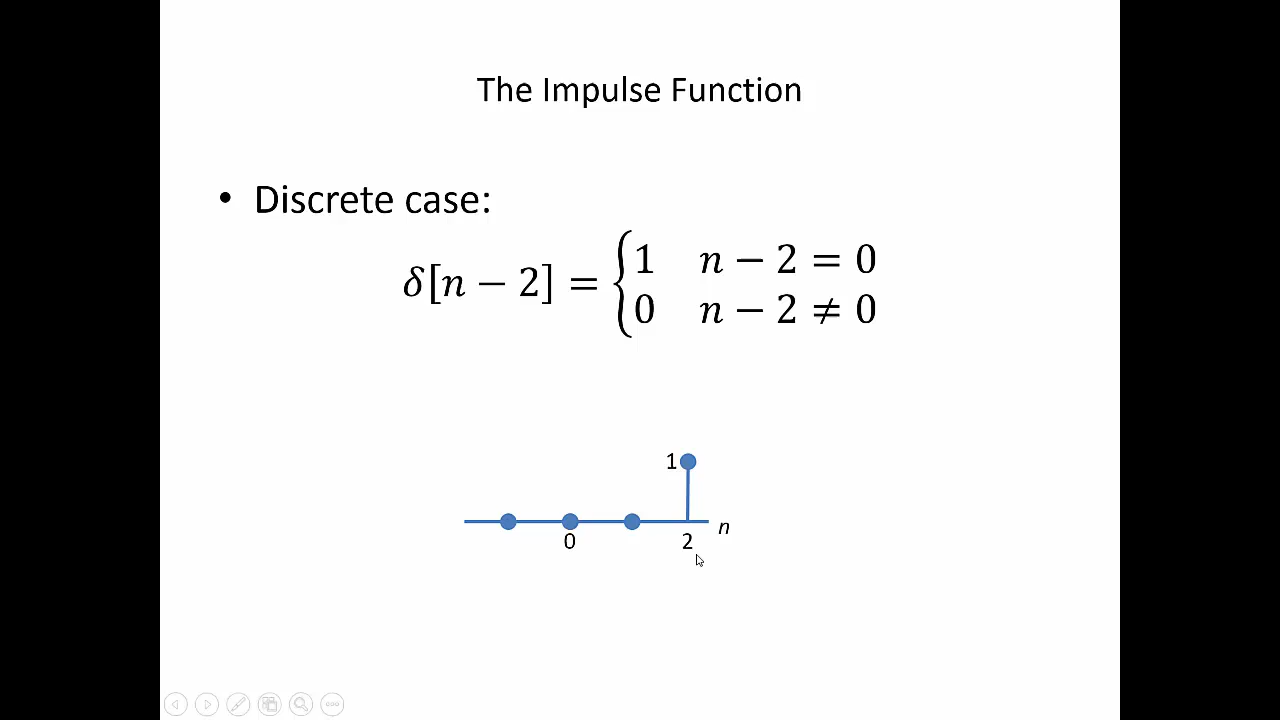 The Impulse Function
• Discrete case:
δ[n − 2] = {1 n − 2 = 0
0 n − 2 ≠ 0
1
n
0 2